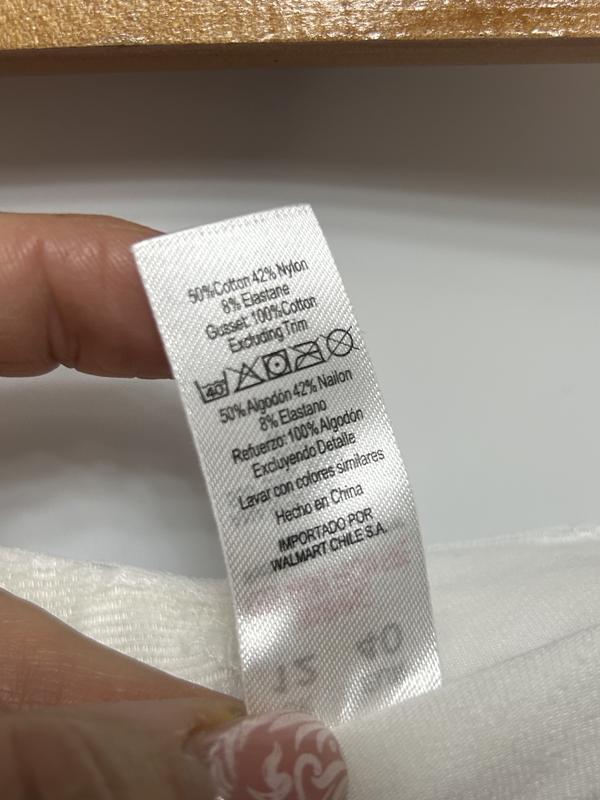 50%Cotton 42% Nylon
8% Elastane
Gusset: 100%Cotton
Excluding Trim
40
50% Algodón 42% Nailon
8% Elastano
Refuerzo: 100% Algodón
Excluyendo Detalle
Lavar con colores similares
Hecho en China
IMPORTADO POR
WALMART CHILE S.A.